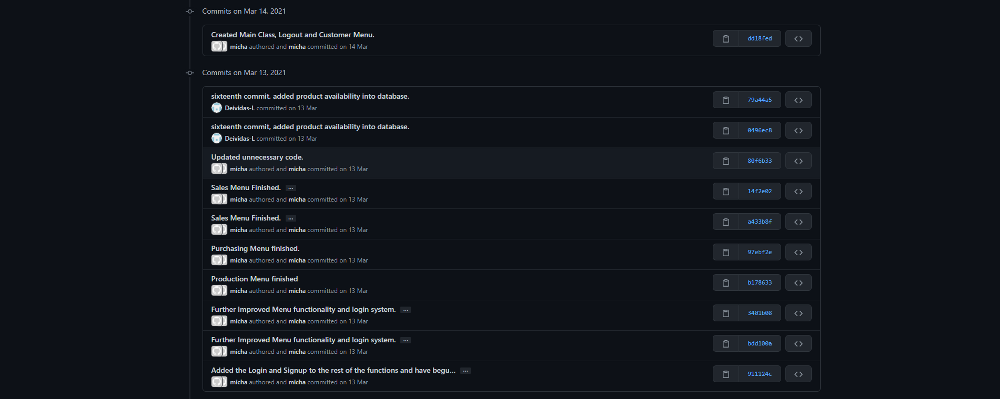 Commits on Mar 14, 2021
Created Main Class, Logout and Customer Menu.
dd18fed
micha authored and micha committed on 14 Mar
Commits on Mar 13, 2021
sixteenth commit, added product availability into database.
79a44a5
Deividas-L committed on 13 Mar
sixteenth commit, added product availability into database.
0496ec8
Deividas-L committed on 13 Mar
Updated unnecessary code.
80f6b33
micha authored and micha committed on 13 Mar
Sales Menu Finished. ...
14f2e02
micha authored and micha committed on 13 Mar
Sales Menu Finished. ...
a433b8f
micha authored and micha committed on 13 Mar
Purchasing Menu finished.
97ebf2e
micha authored and micha committed on 13 Mar
Production Menu finished
b178633
micha authored and micha committed on 13 Mar
Further Improved Menu functionality and login system. ...
3401b08
micha authored and micha committed on 13 Mar
Further Improved Menu functionality and login system. ...
bdd100a
micha authored and micha committed on 13 Mar
Added the Login and Signup to the rest of the functions and have begu... ...
911124c
micha authored and micha committed on 13 Mar